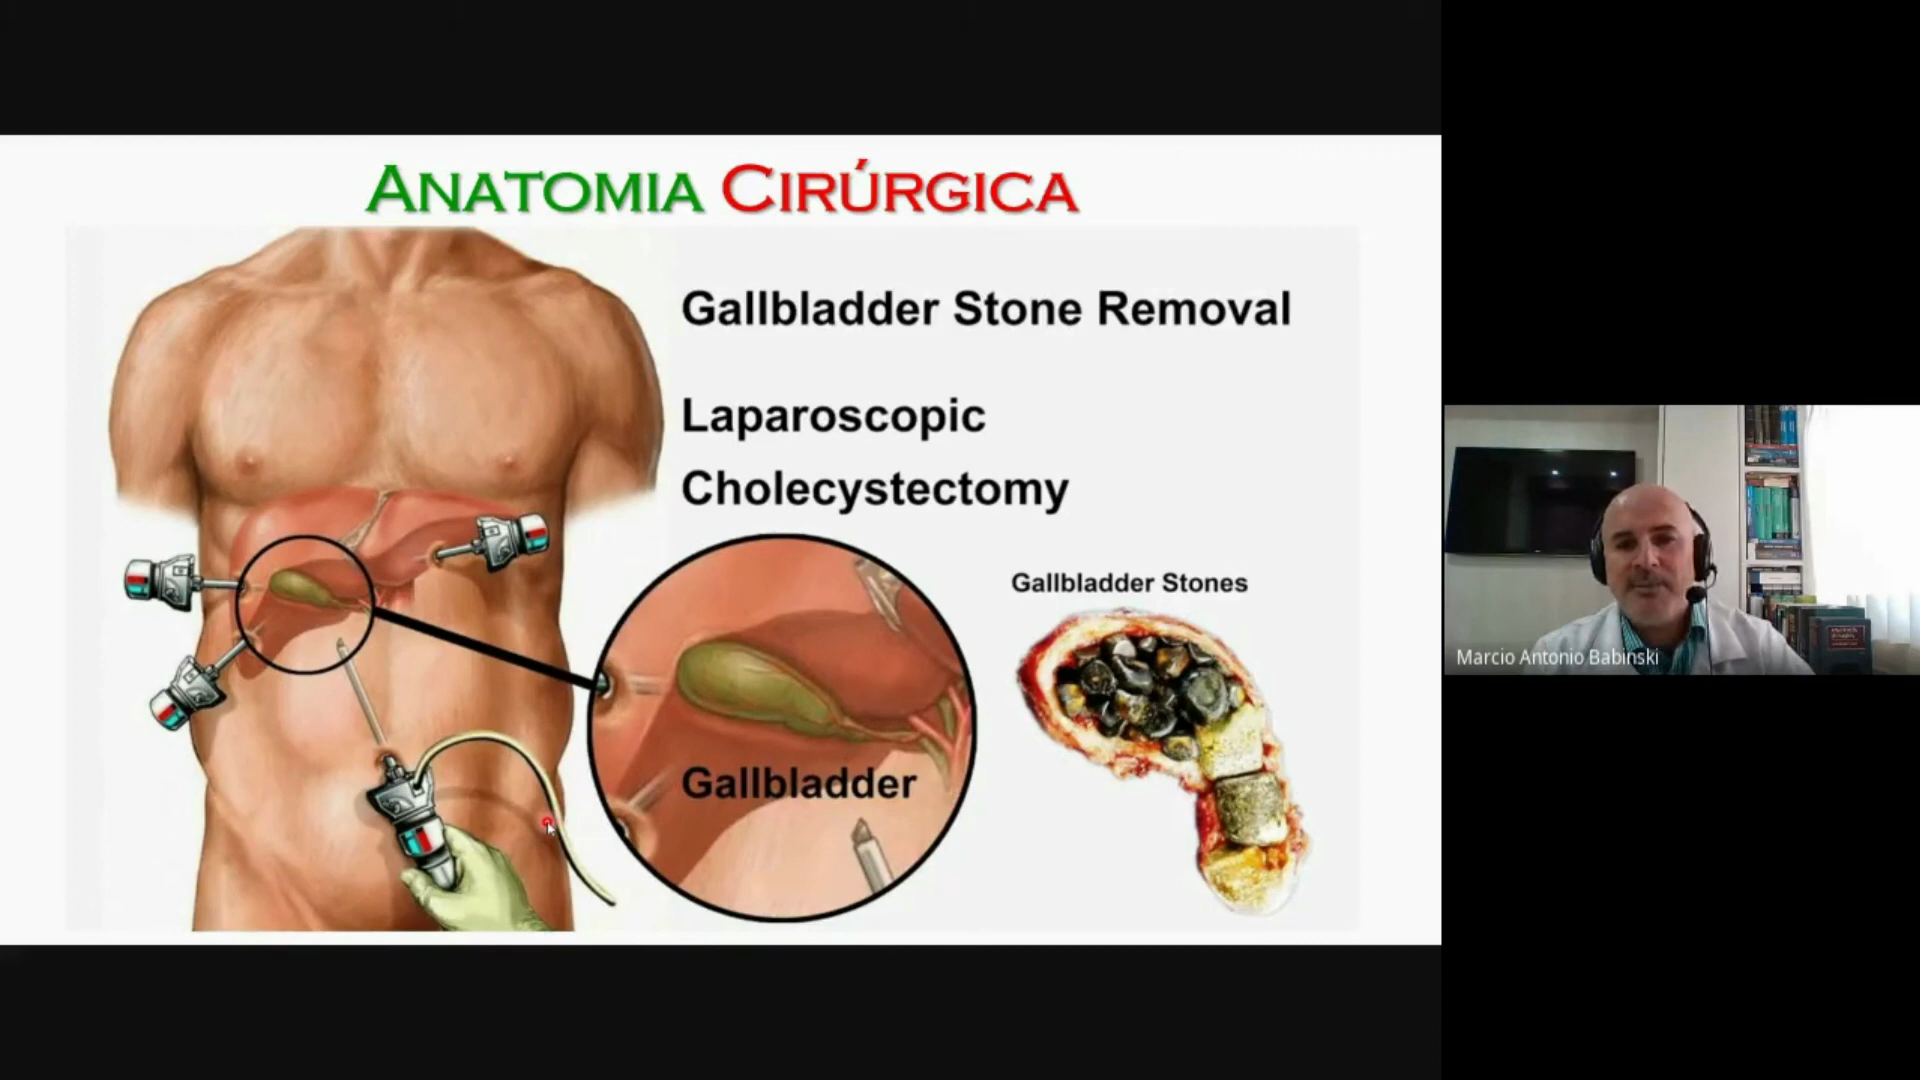 ANATOMIA CIRÚRGICA
Gallbladder Stone Removal
Laparoscopic
Cholecystectomy
Gallbladder Stones
Gallbladder
Marcio Antonio Babinski